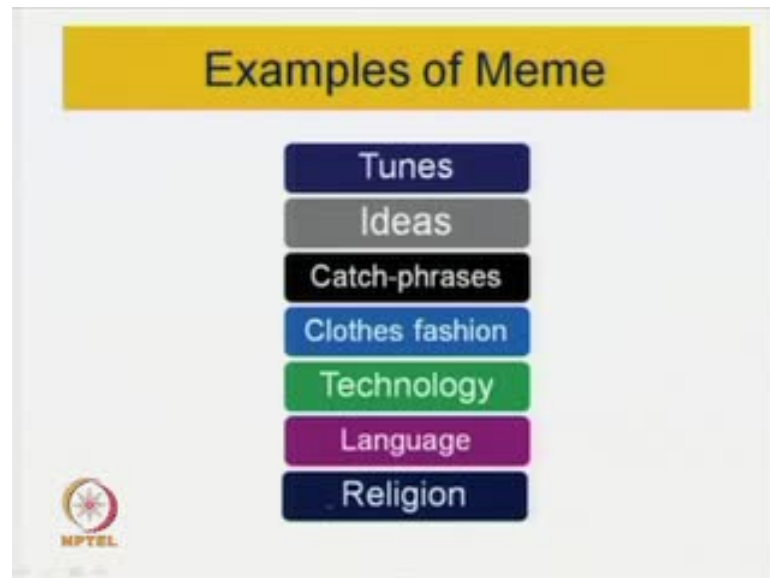 Examples of Meme
Tunes
Ideas
Catch-phrases
Clothes fashion
Technology
Language
Religion
NPTEL